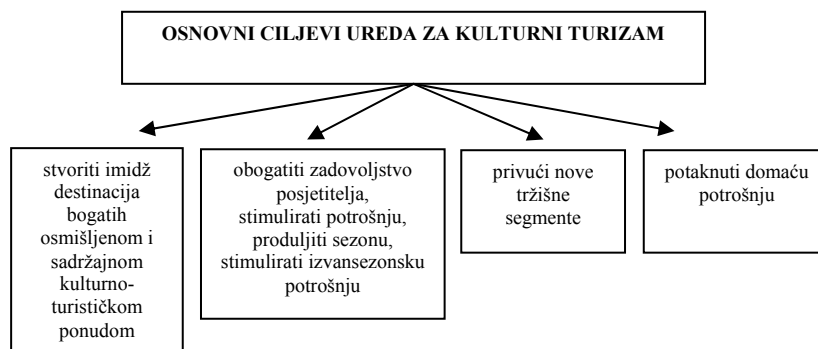 OSNOVNI CILJEVI UREDA ZA KULTURNI TURIZAM
stvoriti imidž
destinacija
bogatih
osmišljenom i
sadržajnom
kulturno-
turističkom
ponudom
obogatiti zadovoljstvo
posjetitelja,
stimulirati potrošnju,
produljiti sezonu,
stimulirati izvansezonsku
potrošnju
privući nove
tržišne
segmente
potaknuti domaću
potrošnju